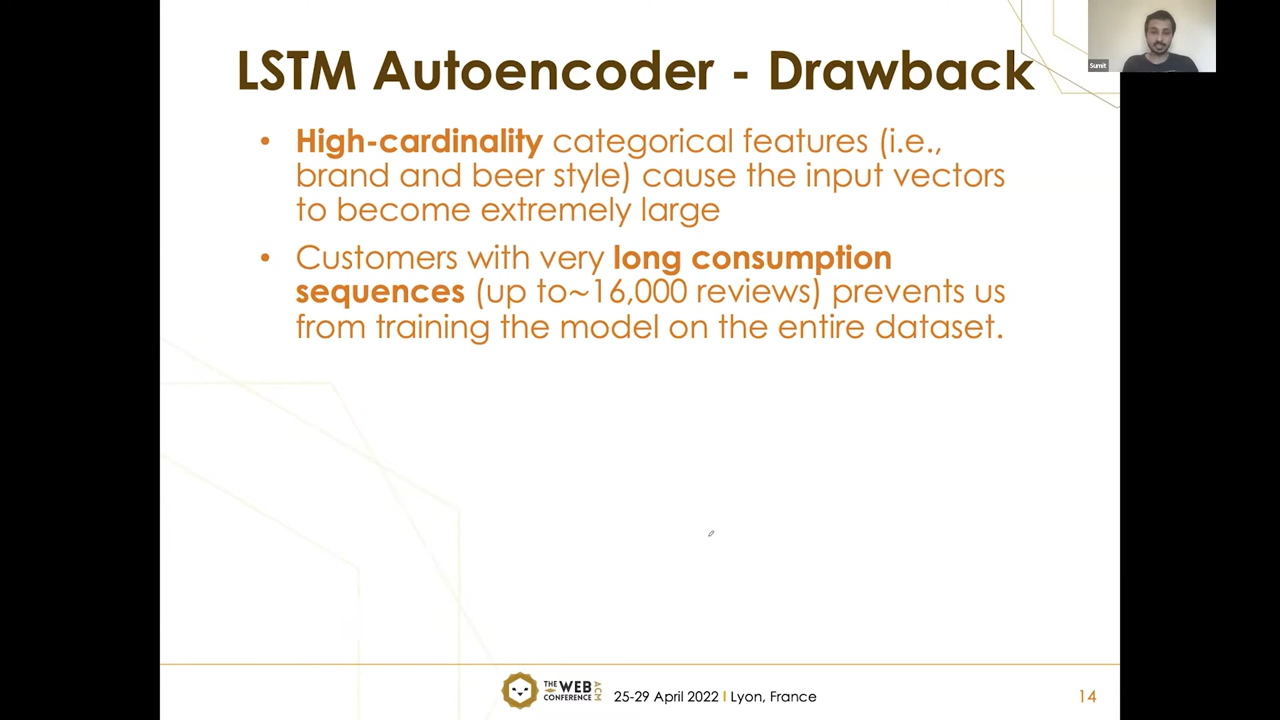 LSTM Autoencoder - Drawback
• High-cardinality categorical features (i.e.,
brand and beer style) cause the input vectors
to become extremely large
• Customers with very long consumption
sequences (up to~16,000 reviews) prevents us
from training the model on the entire dataset.
Sumit
THE WEB CONFERENCE ACM
25-29 April 2022 I Lyon, France
14